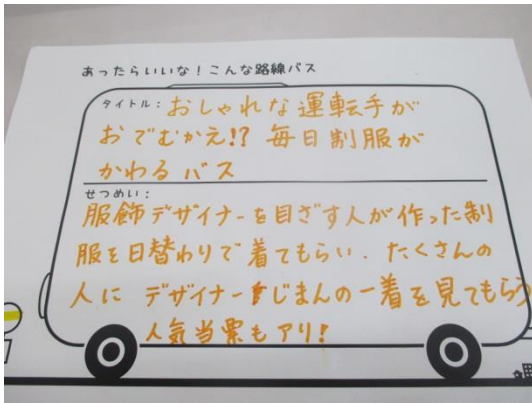 あったらいいな！こんな路線バス
タイトル：おしゃれな運転手が
おでむかえ!? 毎日制服が
かわるバス
せつめい：
服飾デザイナーを目ざす人が作った制
服を日替わりで着てもらい、たくさんの
人に デザイナーじまんの一着を見てもらう
人気当票もアリ！